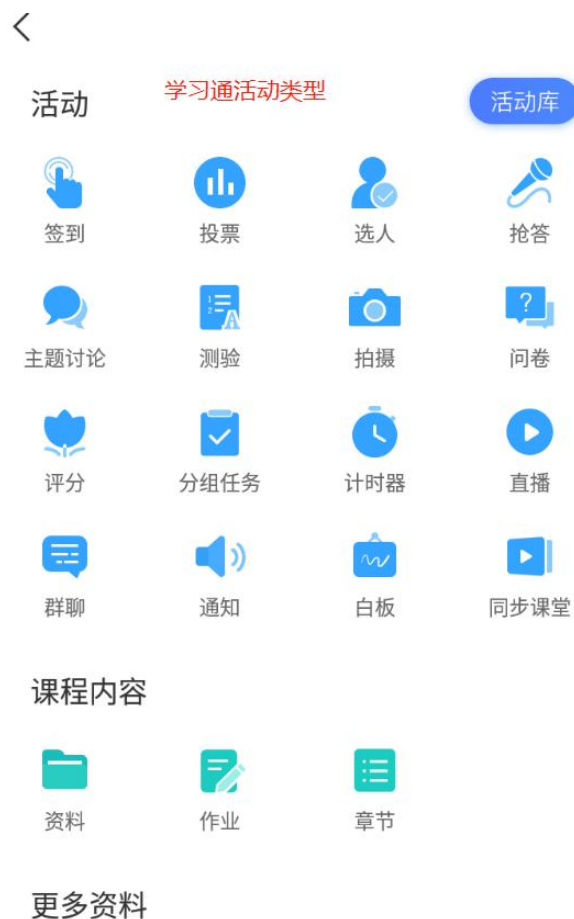 活动 学习通活动类型 活动库
签到 投票 选人 抢答
主题讨论 测验 拍摄 问卷
评分 分组任务 计时器 直播
群聊 通知 白板 同步课堂
课程内容
资料 作业 章节
更多资料